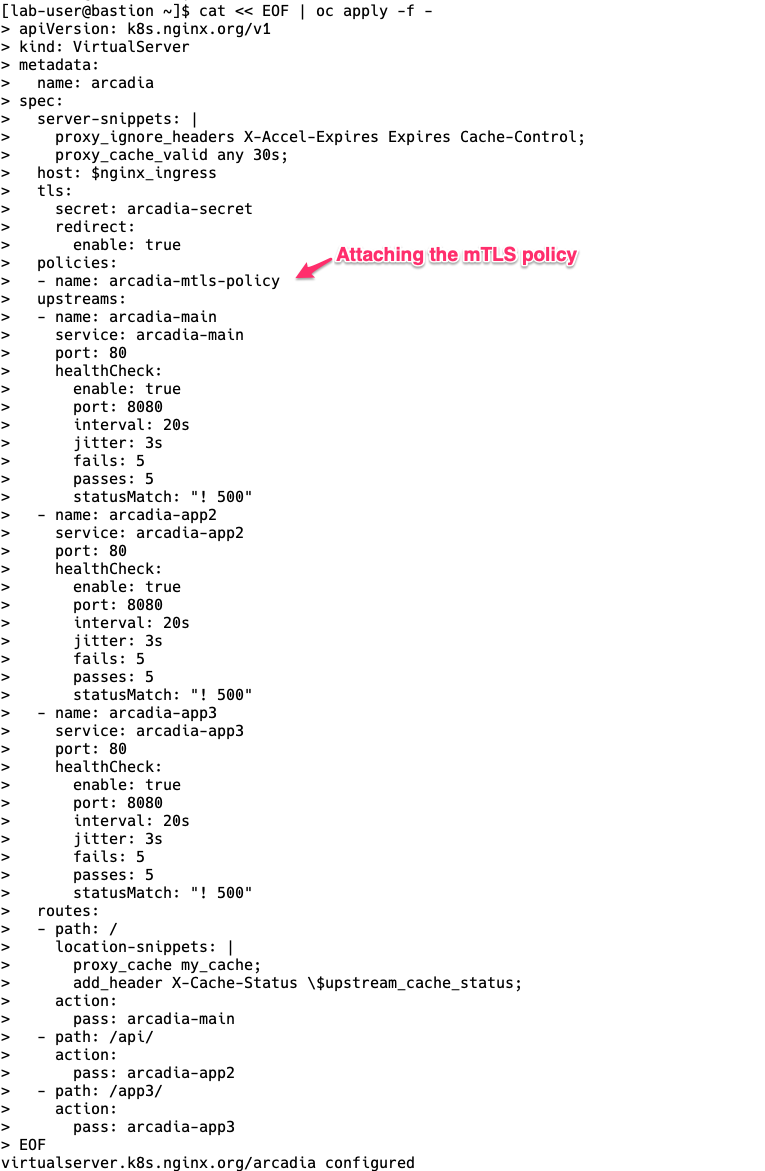 [lab-user@bastion ~]$ cat << EOF | oc apply -f -
> apiVersion: k8s.nginx.org/v1
> kind: VirtualServer
> metadata:
>   name: arcadia
> spec:
>   server-snippets: |
>     proxy_ignore_headers X-Accel-Expires Expires Cache-Control;
>     proxy_cache_valid any 30s;
>   host: $nginx_ingress
>   tls:
>     secret: arcadia-secret
>     redirect:
>       enable: true
Attaching the mTLS policy
>   policies:
>   - name: arcadia-mtls-policy
>   upstreams:
>   - name: arcadia-main
>     service: arcadia-main
>     port: 80
>     healthCheck:
>       enable: true
>       port: 8080
>       interval: 20s
>       jitter: 3s
>       fails: 5
>       passes: 5
>       statusMatch: "! 500"
>   - name: arcadia-app2
>     service: arcadia-app2
>     port: 80
>     healthCheck:
>       enable: true
>       port: 8080
>       interval: 20s
>       jitter: 3s
>       fails: 5
>       passes: 5
>       statusMatch: "! 500"
>   - name: arcadia-app3
>     service: arcadia-app3
>     port: 80
>     healthCheck:
>       enable: true
>       port: 8080
>       interval: 20s
>       jitter: 3s
>       fails: 5
>       passes: 5
>       statusMatch: "! 500"
>   routes:
>   - path: /
>     location-snippets: |
>       proxy_cache my_cache;
>       add_header X-Cache-Status \$upstream_cache_status;
>     action:
>       pass: arcadia-main
>   - path: /api/
>     action:
>       pass: arcadia-app2
>   - path: /app3/
>     action:
>       pass: arcadia-app3
> EOF
virtualserver.k8s.nginx.org/arcadia configured